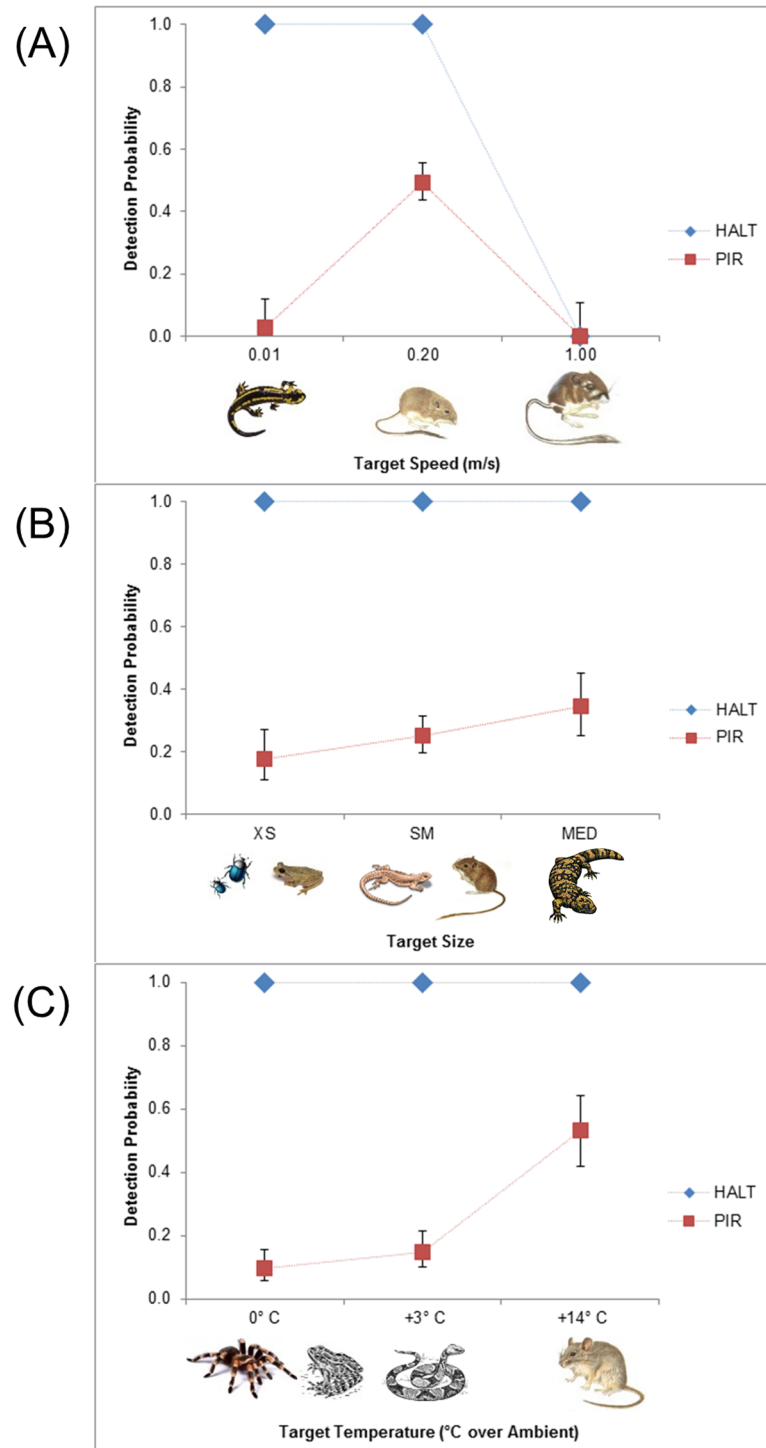 (A)
1.0
0.8
0.6
0.4
0.2
0.0
Detection Probability
0.01 0.20 1.00
Target Speed (m/s)
HALT
PIR
(B)
1.0
0.8
0.6
0.4
0.2
0.0
Detection Probability
XS SM MED
Target Size
HALT
PIR
(C)
1.0
0.8
0.6
0.4
0.2
0.0
Detection Probability
0° C +3° C +14° C
Target Temperature (°C over Ambient)
HALT
PIR